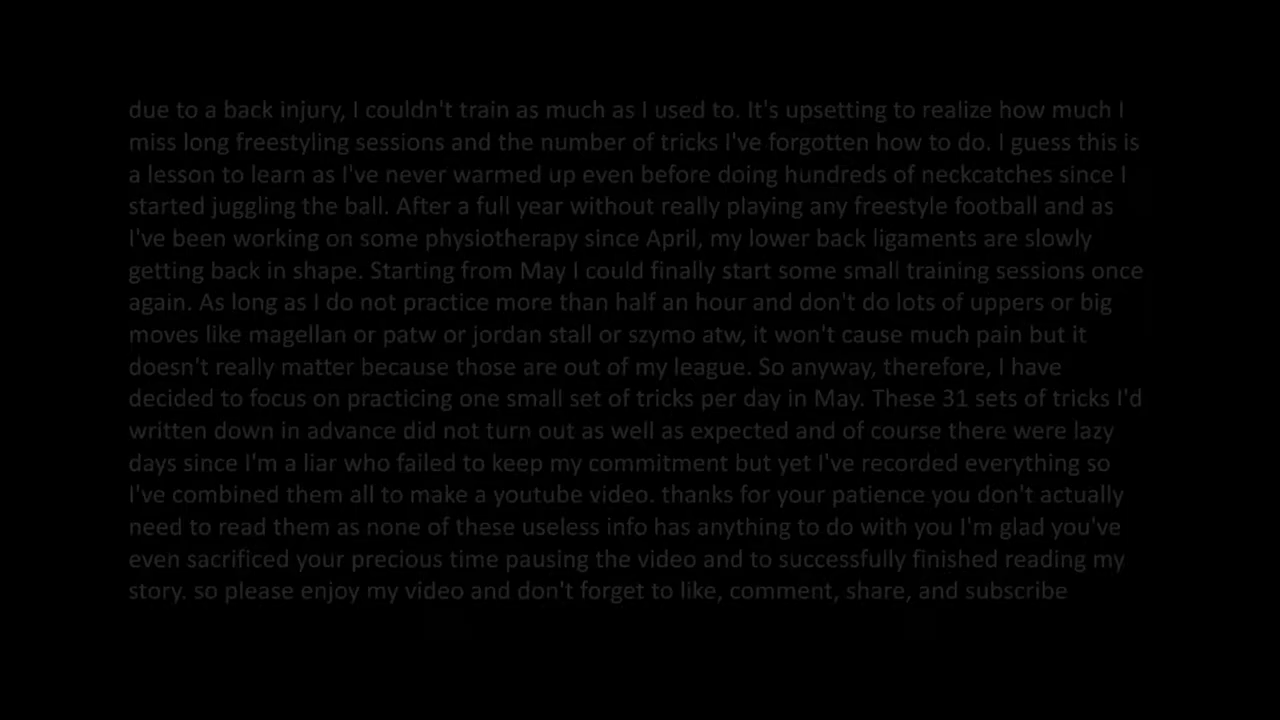 due to a back injury, I couldn't train as much as I used to. It's upsetting to realize how much I
miss long freestyling sessions and the number of tricks I've forgotten how to do. I guess this is
a lesson to learn as I've never warmed up even before doing hundreds of neckcatches since I
started juggling the ball. After a full year without really playing any freestyle football and as
I've been working on some physiotherapy since April, my lower back ligaments are slowly
getting back in shape. Starting from May I could finally start some small training sessions once
again. As long as I do not practice more than half an hour and don't do lots of uppers or big
moves like magellan or patw or jordan stall or szymo atw, it won't cause much pain but it
doesn't really matter because those are out of my league. So anyway, therefore, I have
decided to focus on practicing one small set of tricks per day in May. These 31 sets of tricks I'd
written down in advance did not turn out as well as expected and of course there were lazy
days since I'm a liar who failed to keep my commitment but yet I've recorded everything so
I've combined them all to make a youtube video. thanks for your patience you don't actually
need to read them as none of these useless info has anything to do with you I'm glad you've
even sacrificed your precious time pausing the video and to successfully finished reading my
story. so please enjoy my video and don't forget to like, comment, share, and subscribe